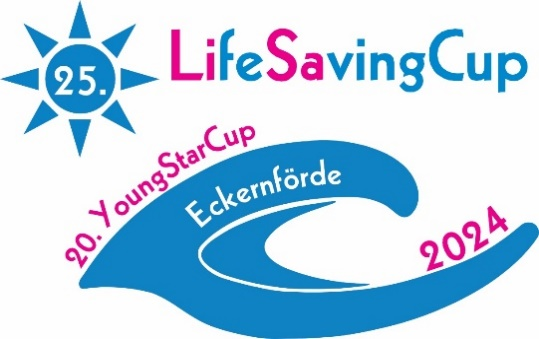 25.
LifeSavingCup
20. YoungStarCup
Eckernförde
2024